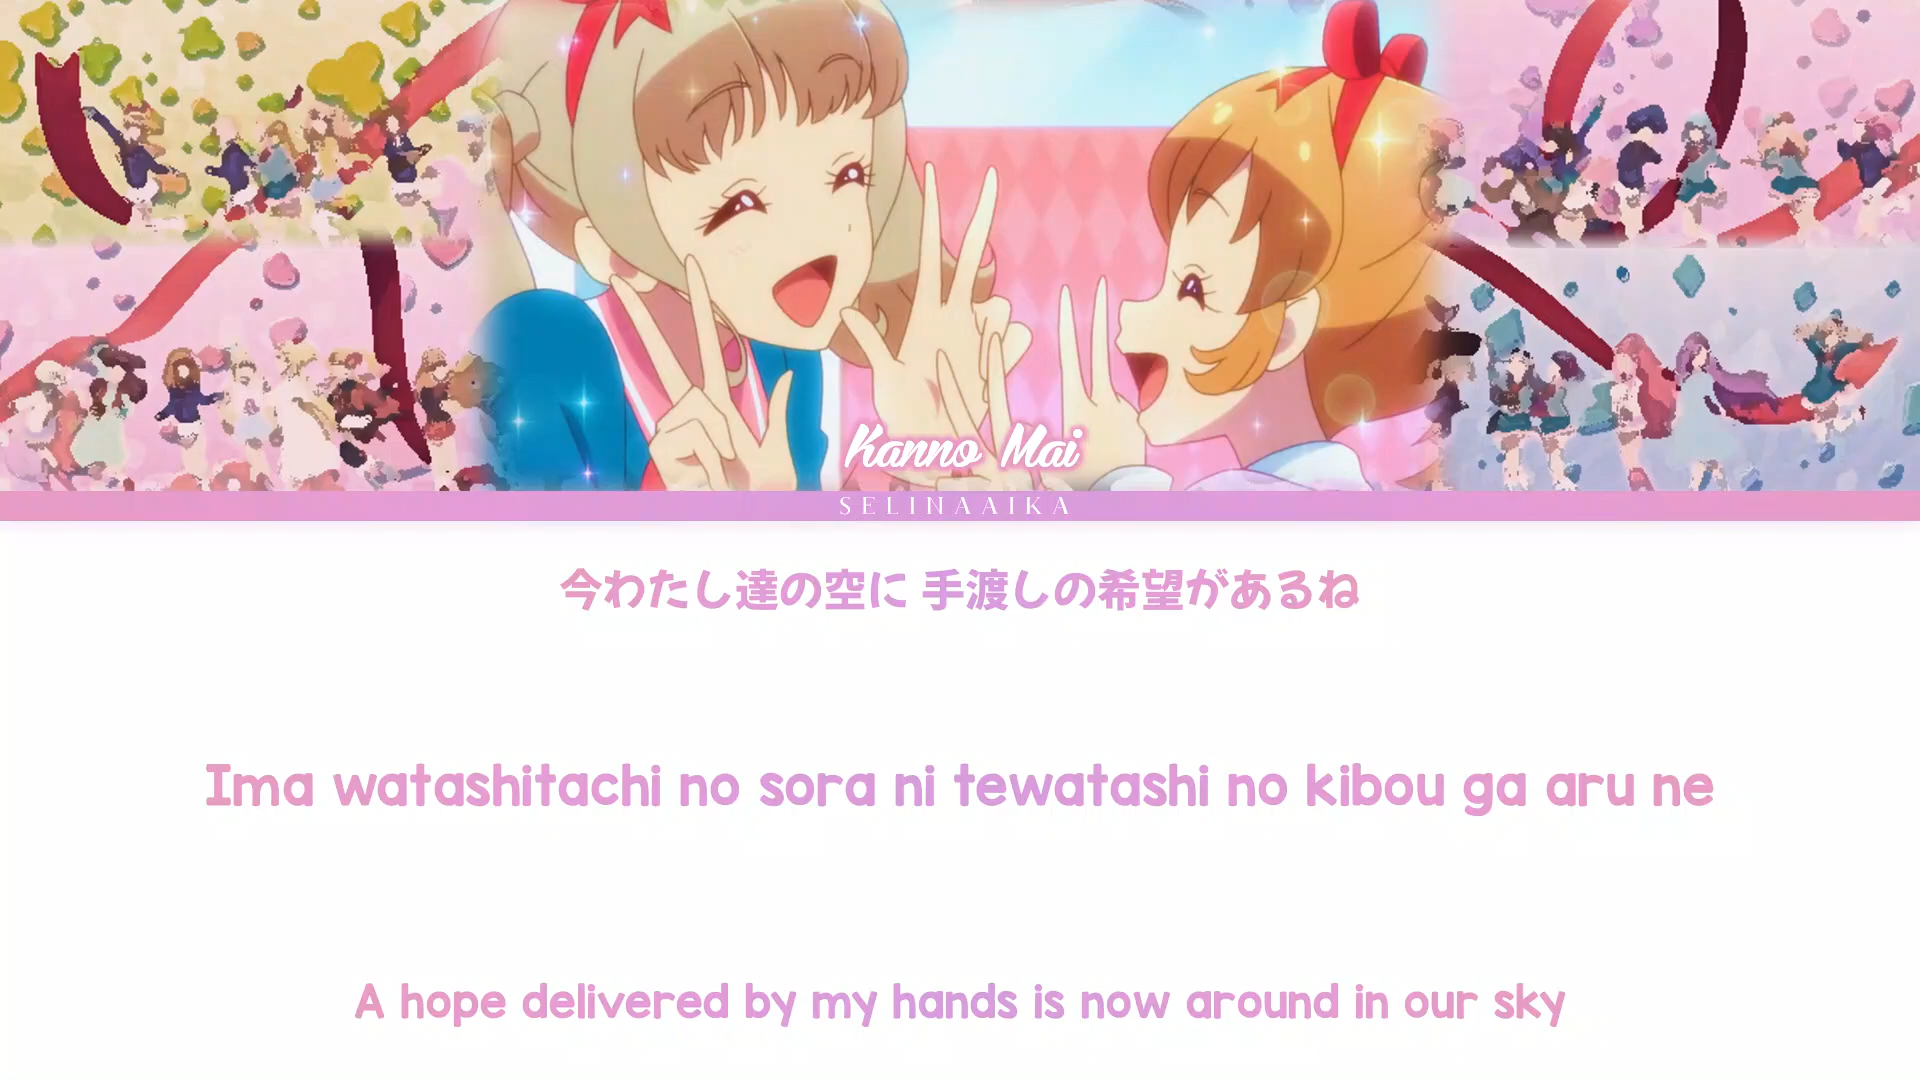 Kanno Mai
SELINAAIKA
今わたし達の空に 手渡しの希望があるね
Ima watashitachi no sora ni tewatashi no kibou ga aru ne
A hope delivered by my hands is now around in our sky